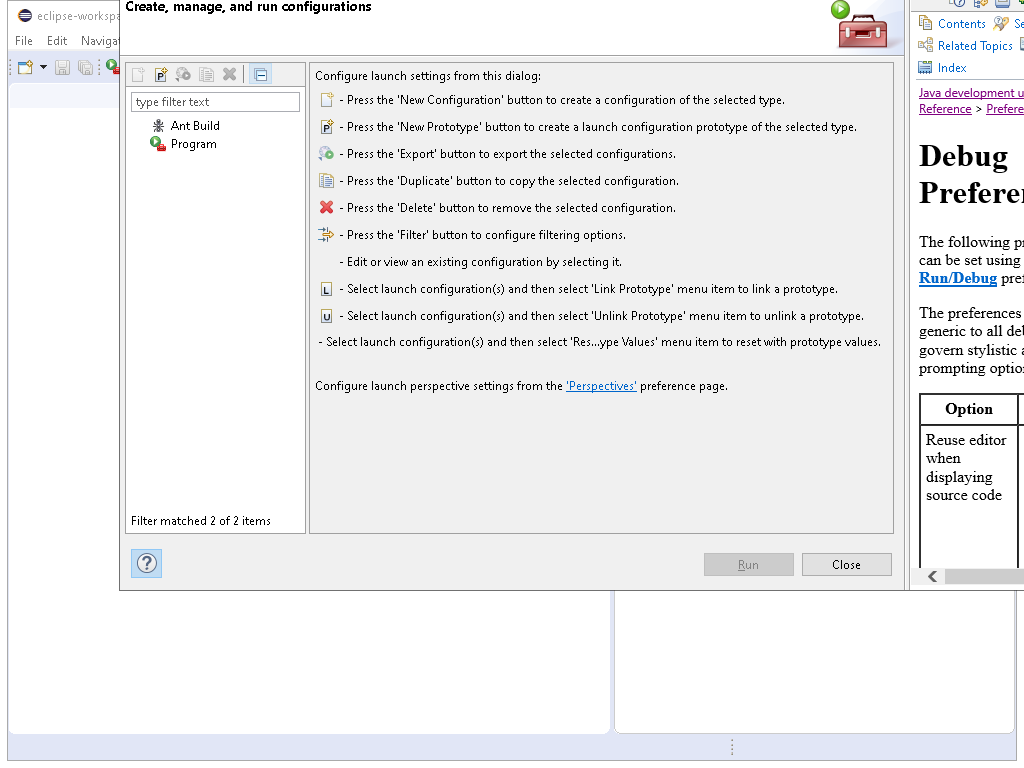 eclipse-workspa
File Edit Navigat
Create, manage, and run configurations
type filter text
Ant Build
Program
Filter matched 2 of 2 items
Configure launch settings from this dialog:
- Press the 'New Configuration' button to create a configuration of the selected type.
- Press the 'New Prototype' button to create a launch configuration prototype of the selected type.
- Press the 'Export' button to export the selected configurations.
- Press the 'Duplicate' button to copy the selected configuration.
- Press the 'Delete' button to remove the selected configuration.
- Press the 'Filter' button to configure filtering options.
- Edit or view an existing configuration by selecting it.
- Select launch configuration(s) and then select 'Link Prototype' menu item to link a prototype.
- Select launch configuration(s) and then select 'Unlink Prototype' menu item to unlink a prototype.
- Select launch configuration(s) and then select 'Res...ype Values' menu item to reset with prototype values.
Configure launch perspective settings from the 'Perspectives' preference page.
Run Close
Contents Se
Related Topics
Index
Java development u
Reference > Prefere
Debug
Prefere
The following pr
can be set using
Run/Debug pref
The preferences
generic to all deb
govern stylistic a
prompting option
Option
Reuse editor
when
displaying
source code